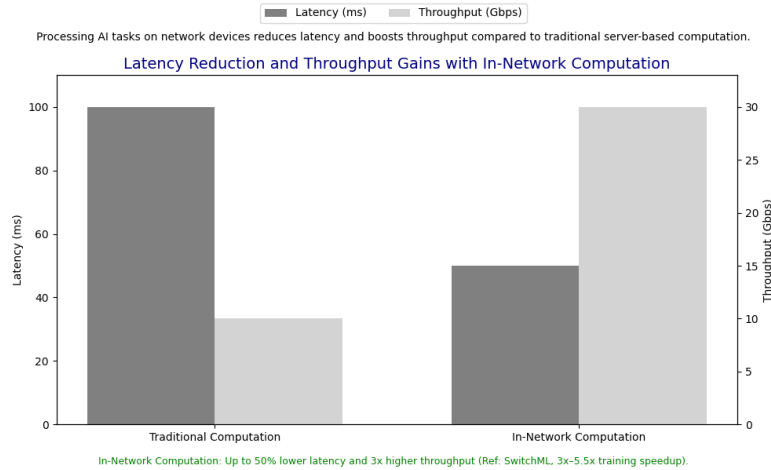 Latency (ms) Throughput (Gbps)
Processing AI tasks on network devices reduces latency and boosts throughput compared to traditional server-based computation.
Latency Reduction and Throughput Gains with In-Network Computation
Latency (ms)
100
80
60
40
20
0
Throughput (Gbps)
30
25
20
15
10
5
0
Traditional Computation In-Network Computation
In-Network Computation: Up to 50% lower latency and 3x higher throughput (Ref: SwitchML, 3x–5.5x training speedup).